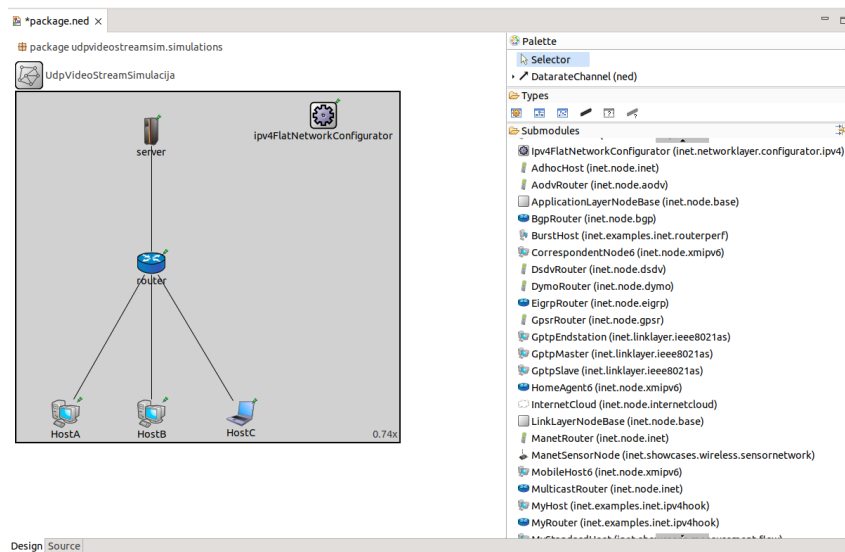 *package.ned
package udpvideostreamsim.simulations
UdpVideoStreamSimulacija
server
ipv4FlatNetworkConfigurator
router
HostA
HostB
HostC
0.74x
Design Source
Palette
Selector
DatarateChannel (ned)
Types
Submodules
Ipv4FlatNetworkConfigurator (inet.networklayer.configurator.ipv4)
AdhocHost (inet.node.inet)
AodvRouter (inet.node.aodv)
ApplicationLayerNodeBase (inet.node.base)
BgpRouter (inet.node.bgp)
BurstHost (inet.examples.inet.routerperf)
CorrespondentNode6 (inet.node.xmipv6)
DsdvRouter (inet.node.dsdv)
DymoRouter (inet.node.dymo)
EigrpRouter (inet.node.eigrp)
GpsrRouter (inet.node.gpsr)
GptpEndstation (inet.linklayer.ieee8021as)
GptpMaster (inet.linklayer.ieee8021as)
GptpSlave (inet.linklayer.ieee8021as)
HomeAgent6 (inet.node.xmipv6)
InternetCloud (inet.node.internetcloud)
LinkLayerNodeBase (inet.node.base)
ManetRouter (inet.node.inet)
ManetSensorNode (inet.showcases.wireless.sensornetwork)
MobileHost6 (inet.node.xmipv6)
MulticastRouter (inet.node.inet)
MyHost (inet.examples.inet.ipv4hook)
MyRouter (inet.examples.inet.ipv4hook)